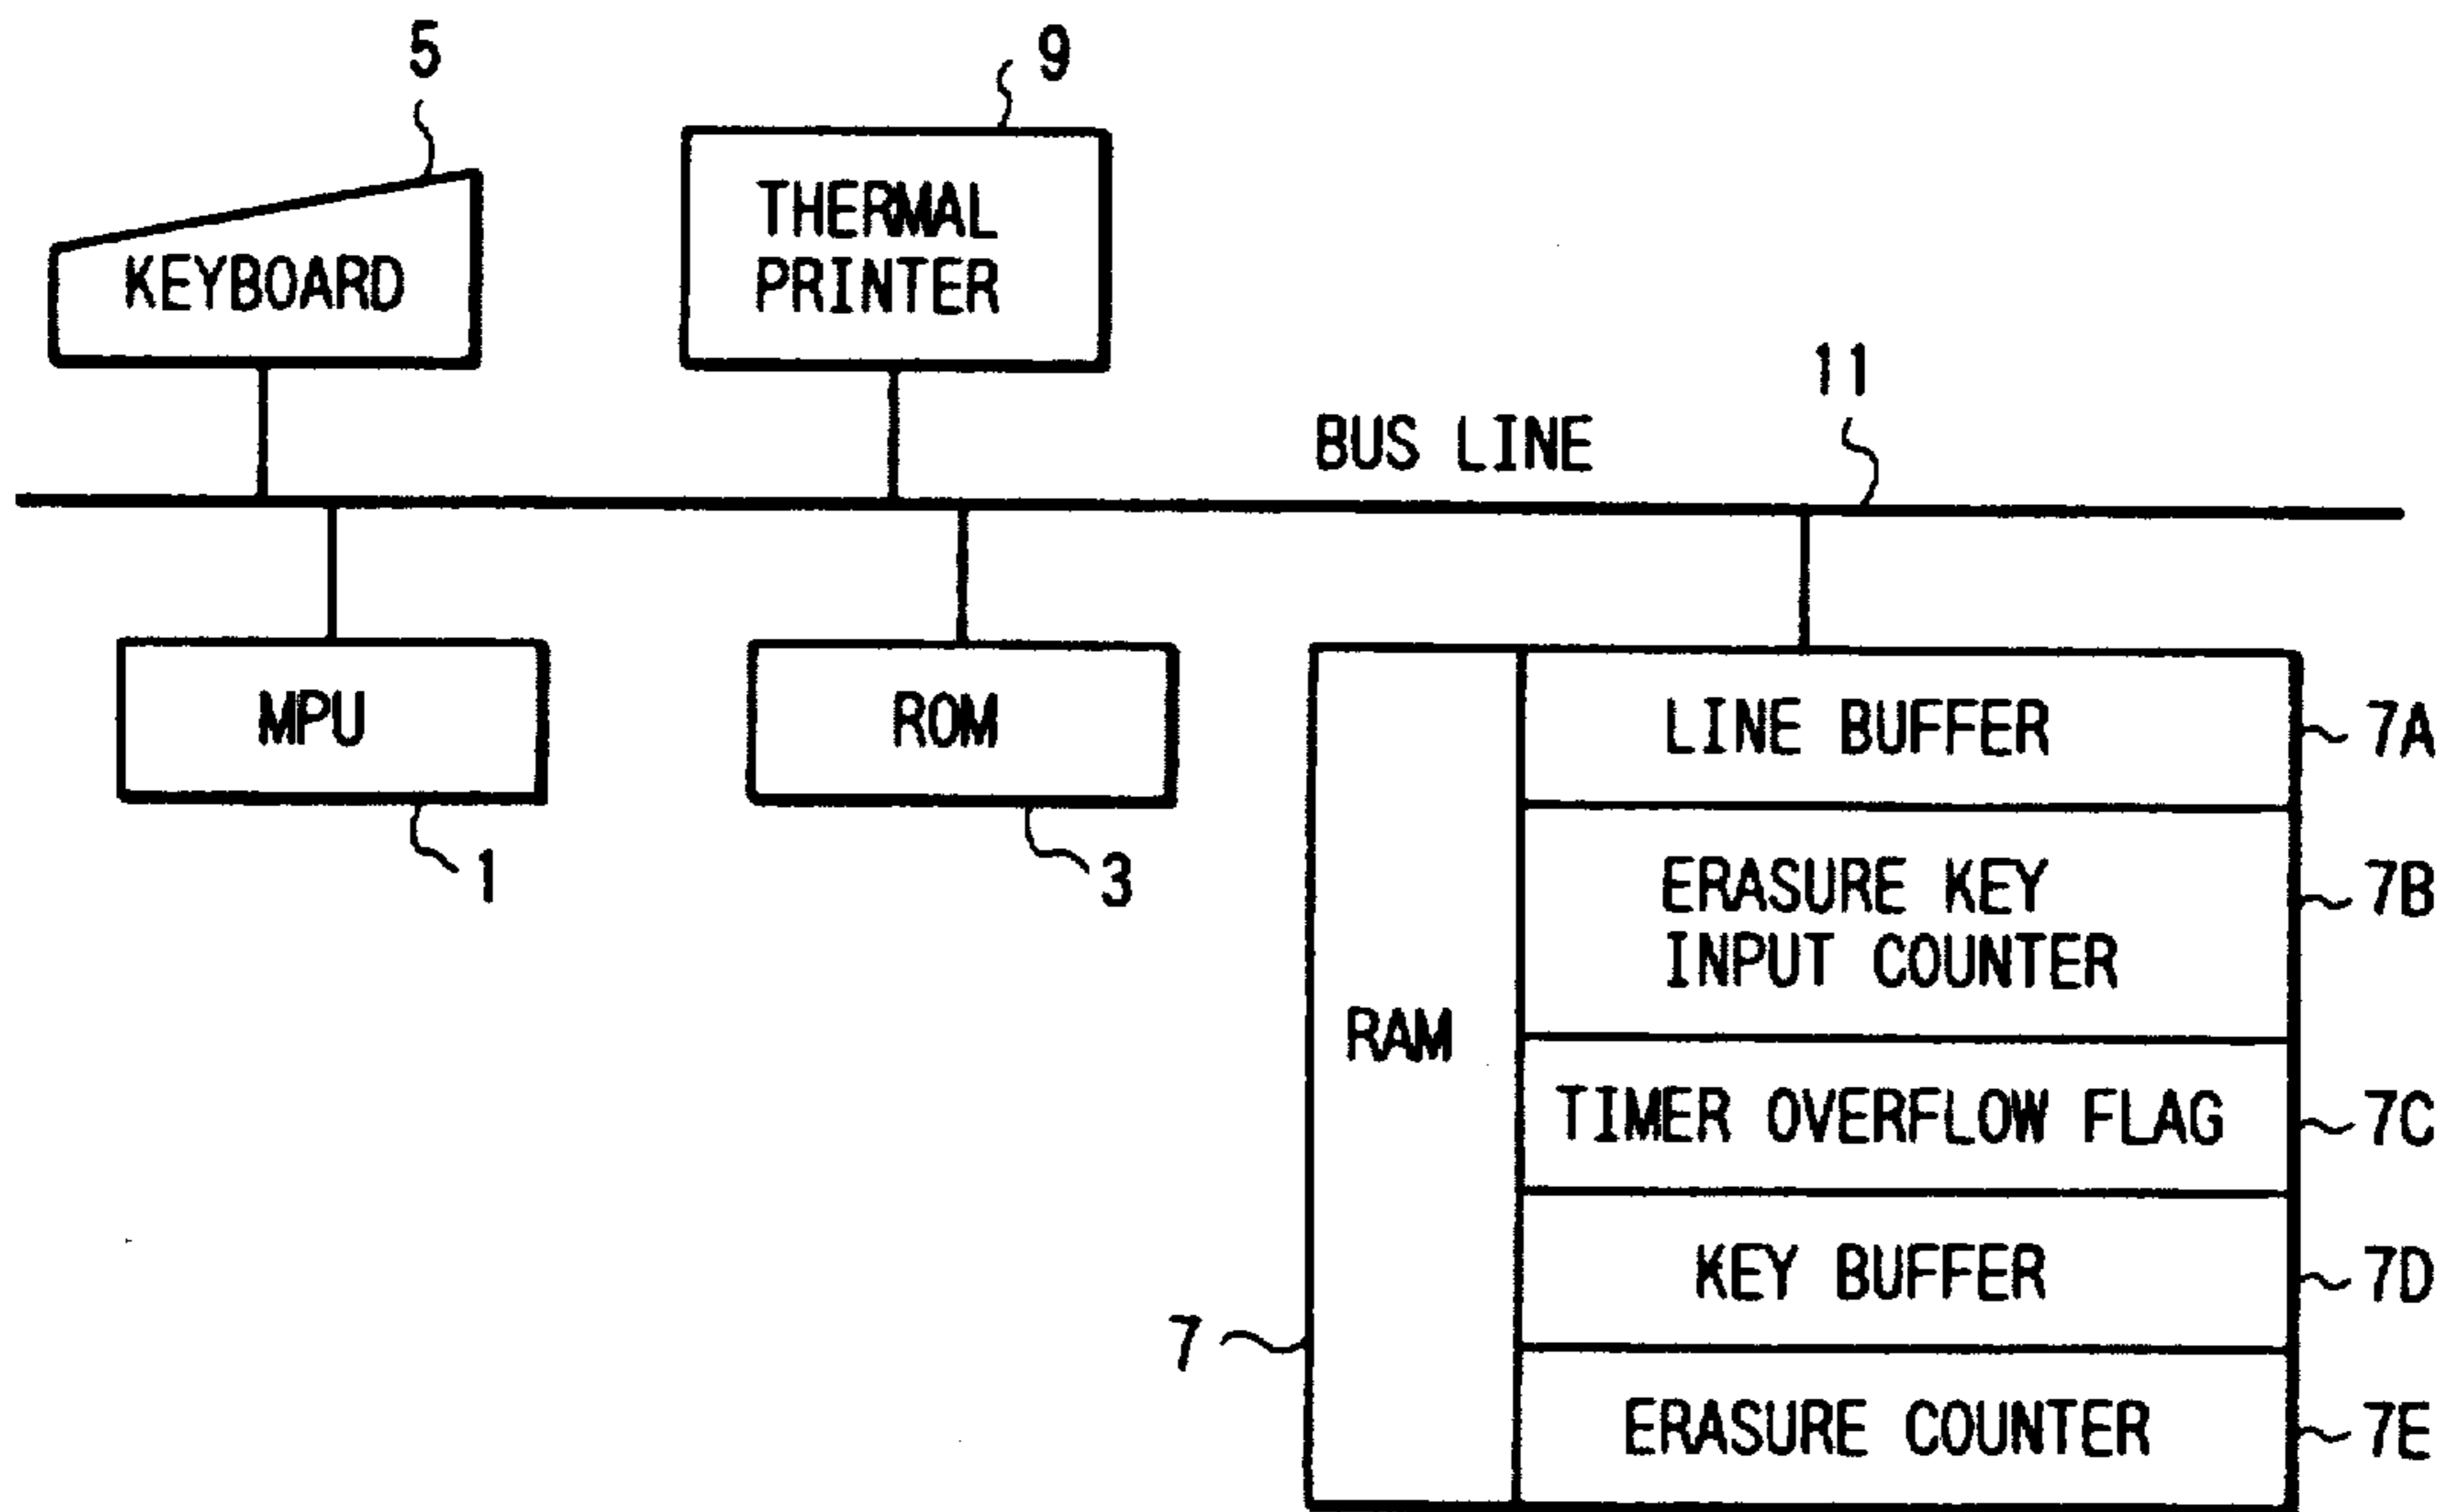 5
9
KEYBOARD
THERMAL
PRINTER
BUS LINE
11
MPU
1
ROM
3
RAM
7
LINE BUFFER
7A
ERASURE KEY
INPUT COUNTER
7B
TIMER OVERFLOW FLAG
7C
KEY BUFFER
7D
ERASURE COUNTER
7E